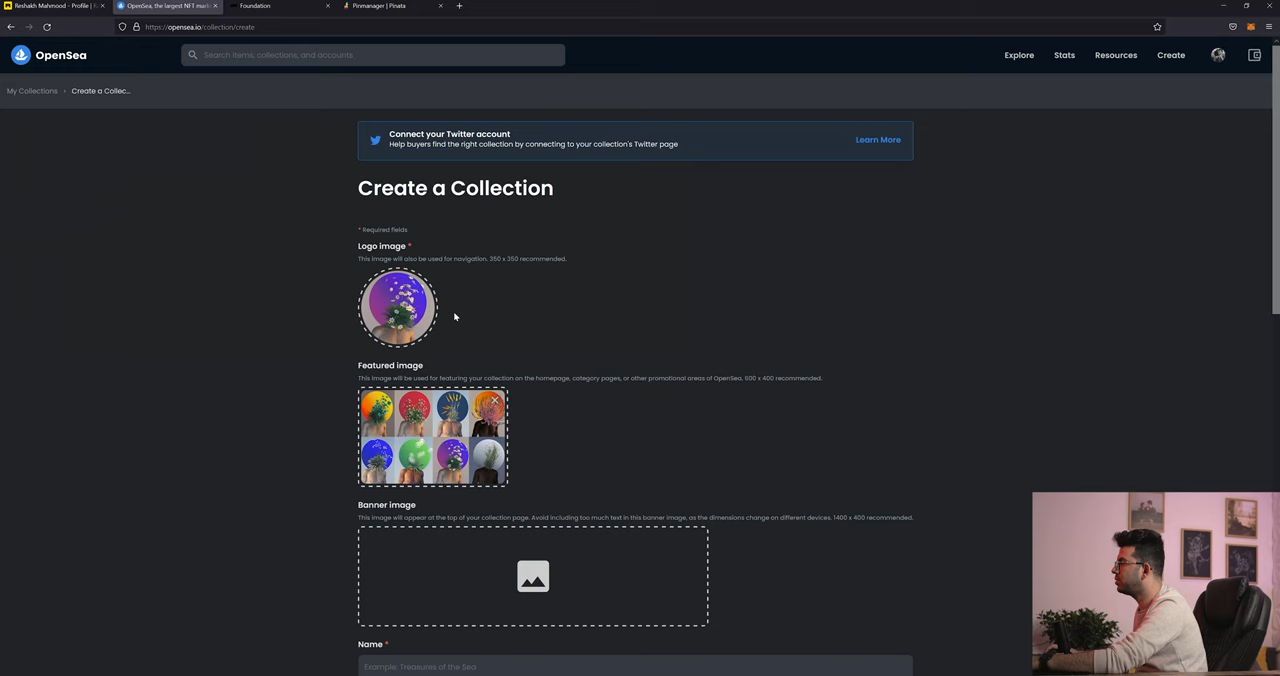 Reshakh Mahmood - Profile | Fo
OpenSea, the largest NFT mark
Foundation
Pinmanager | Pinata
https://opensea.io/collection/create
OpenSea
Search items, collections, and accounts
Explore
Stats
Resources
Create
My Collections > Create a Collec...
Connect your Twitter account
Help buyers find the right collection by connecting to your collection's Twitter page
Learn More
Create a Collection
* Required fields
Logo image *
This image will also be used for navigation. 350 x 350 recommended.
Featured image
This image will be used for featuring your collection on the homepage, category pages, or other promotional areas of OpenSea. 600 x 400 recommended.
Banner image
This image will appear at the top of your collection page. Avoid including too much text in this banner image, as the dimensions change on different devices. 1400 x 400 recommended.
Name *
Example: Treasures of the Sea